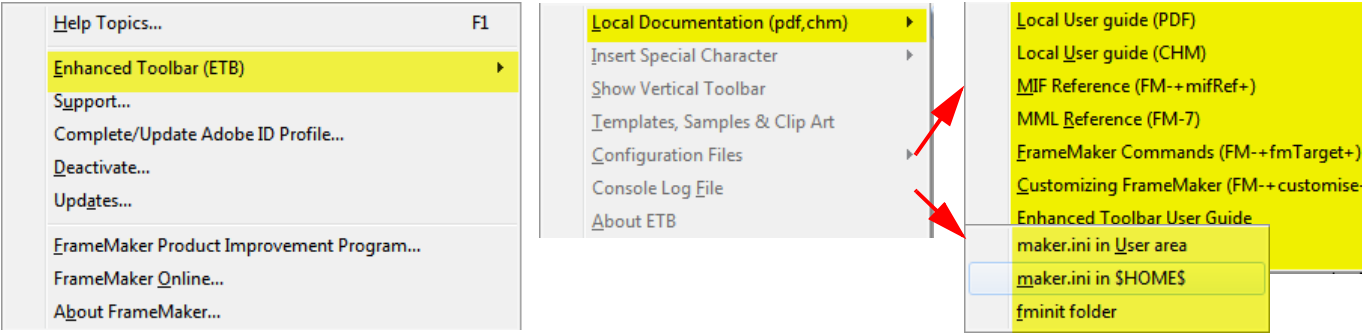 Help Topics... F1
Enhanced Toolbar (ETB)
Support...
Complete/Update Adobe ID Profile...
Deactivate...
Updates...
FrameMaker Product Improvement Program...
FrameMaker Online...
About FrameMaker...
Local Documentation (pdf,chm)
Insert Special Character
Show Vertical Toolbar
Templates, Samples & Clip Art
Configuration Files
Console Log File
About ETB
Local User guide (PDF)
Local User guide (CHM)
MIF Reference (FM-+mifRef+)
MML Reference (FM-7)
FrameMaker Commands (FM-+fmTarget+)
Customizing FrameMaker (FM-+customise-
Enhanced Toolbar User Guide
maker.ini in User area
maker.ini in $HOME$
fminit folder